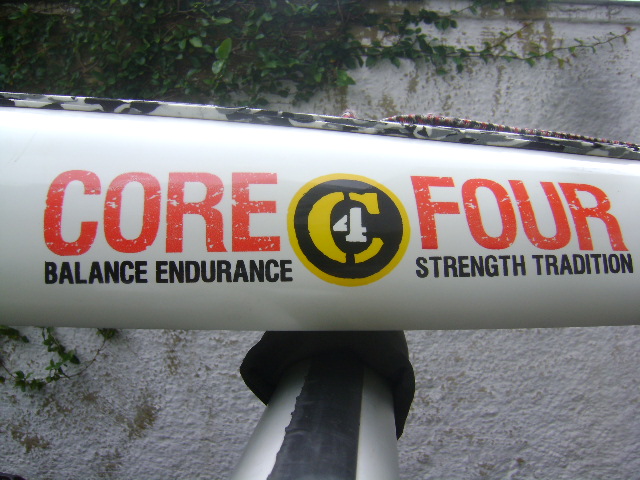 CORE C4 FOUR
BALANCE ENDURANCE STRENGTH TRADITION